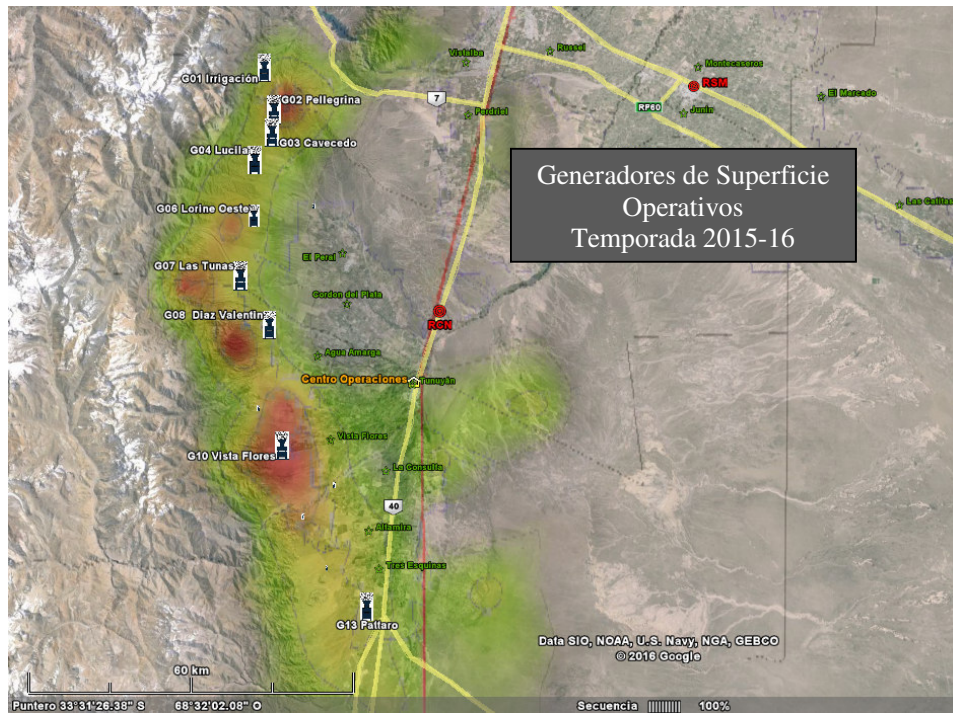 G01 Irrigación
G02 Pellegrina
G03 Cavecedo
G04 Lucila
G06 Lorine Oeste
G07 Las Tunas
G08 Diaz Valentin
G10 Vista Flores
G13 Pattaro
Vistalba
Russel
Montecaseros
RSM
El Mercado
7
Perdriel
RP60
Junin
Generadores de Superficie
Operativos
Temporada 2015-16
Las Catitas
El Peral
Cordon del Plata
RCN
Agua Amarga
Centro Operaciones
Tunuyán
Vista Flores
La Consulta
40
Altamira
Tres Esquinas
Data SIO, NOAA, U.S. Navy, NGA, GEBCO
© 2016 Google
60 km
Puntero 33°31'26.38" S 68°32'02.08" O Secuencia 100%